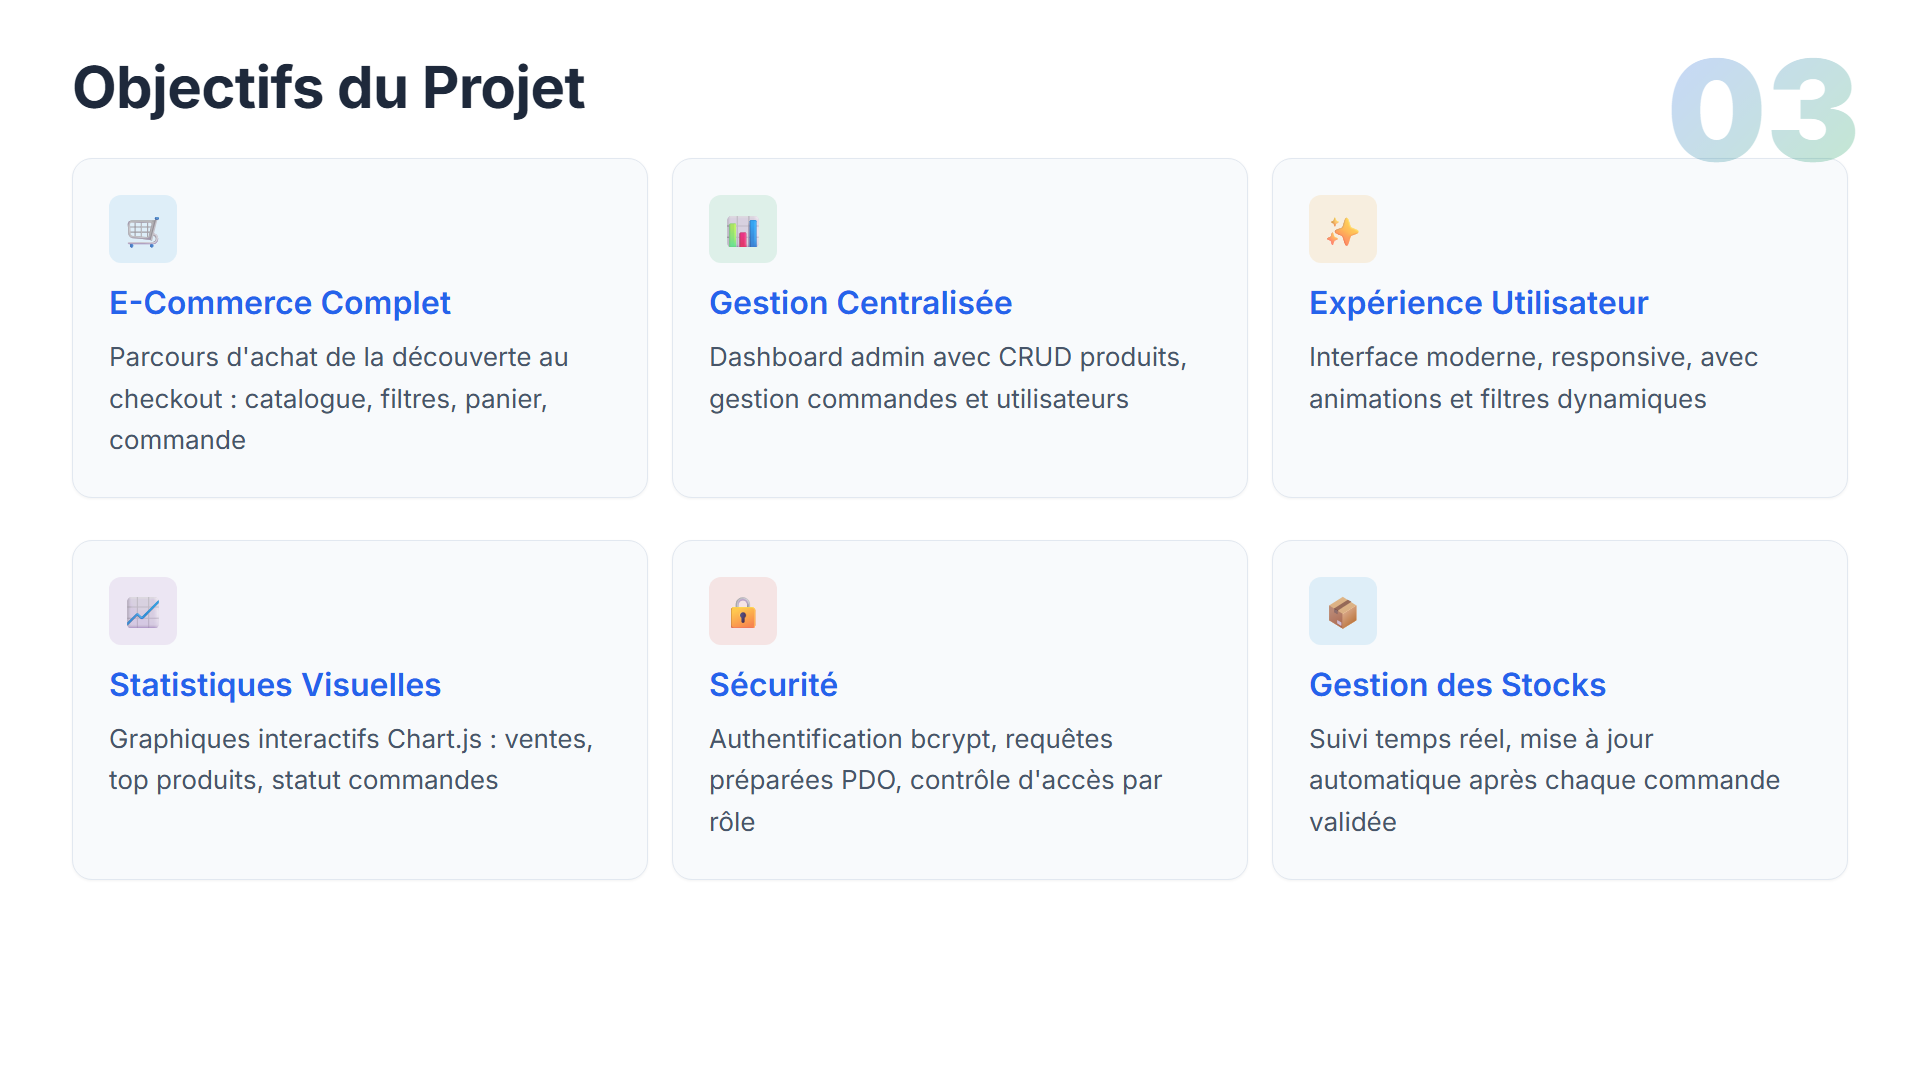 Objectifs du Projet
03
E-Commerce Complet
Parcours d'achat de la découverte au
checkout : catalogue, filtres, panier,
commande
Gestion Centralisée
Dashboard admin avec CRUD produits,
gestion commandes et utilisateurs
Expérience Utilisateur
Interface moderne, responsive, avec
animations et filtres dynamiques
Statistiques Visuelles
Graphiques interactifs Chart.js : ventes,
top produits, statut commandes
Sécurité
Authentification bcrypt, requêtes
préparées PDO, contrôle d'accès par
rôle
Gestion des Stocks
Suivi temps réel, mise à jour
automatique après chaque commande
validée